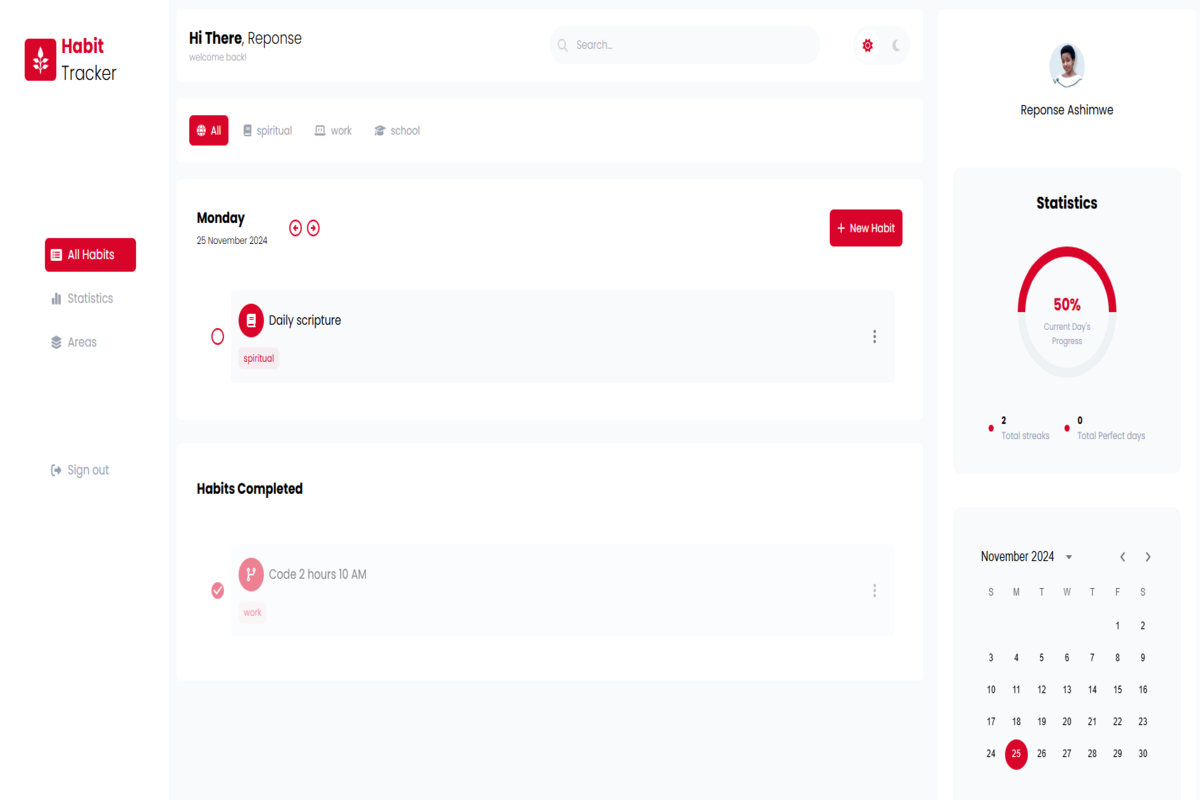 Habit
Tracker
All Habits
Statistics
Areas
Sign out
Hi There, Reponse
welcome back!
Search...
All spiritual work school
Monday
25 November 2024
+ New Habit
Daily scripture
spiritual
Habits Completed
Code 2 hours 10 AM
work
Reponse Ashimwe
Statistics
50%
Current Day's
Progress
2
Total streaks
0
Total Perfect days
November 2024
S M T W T F S
1 2
3 4 5 6 7 8 9
10 11 12 13 14 15 16
17 18 19 20 21 22 23
24 25 26 27 28 29 30